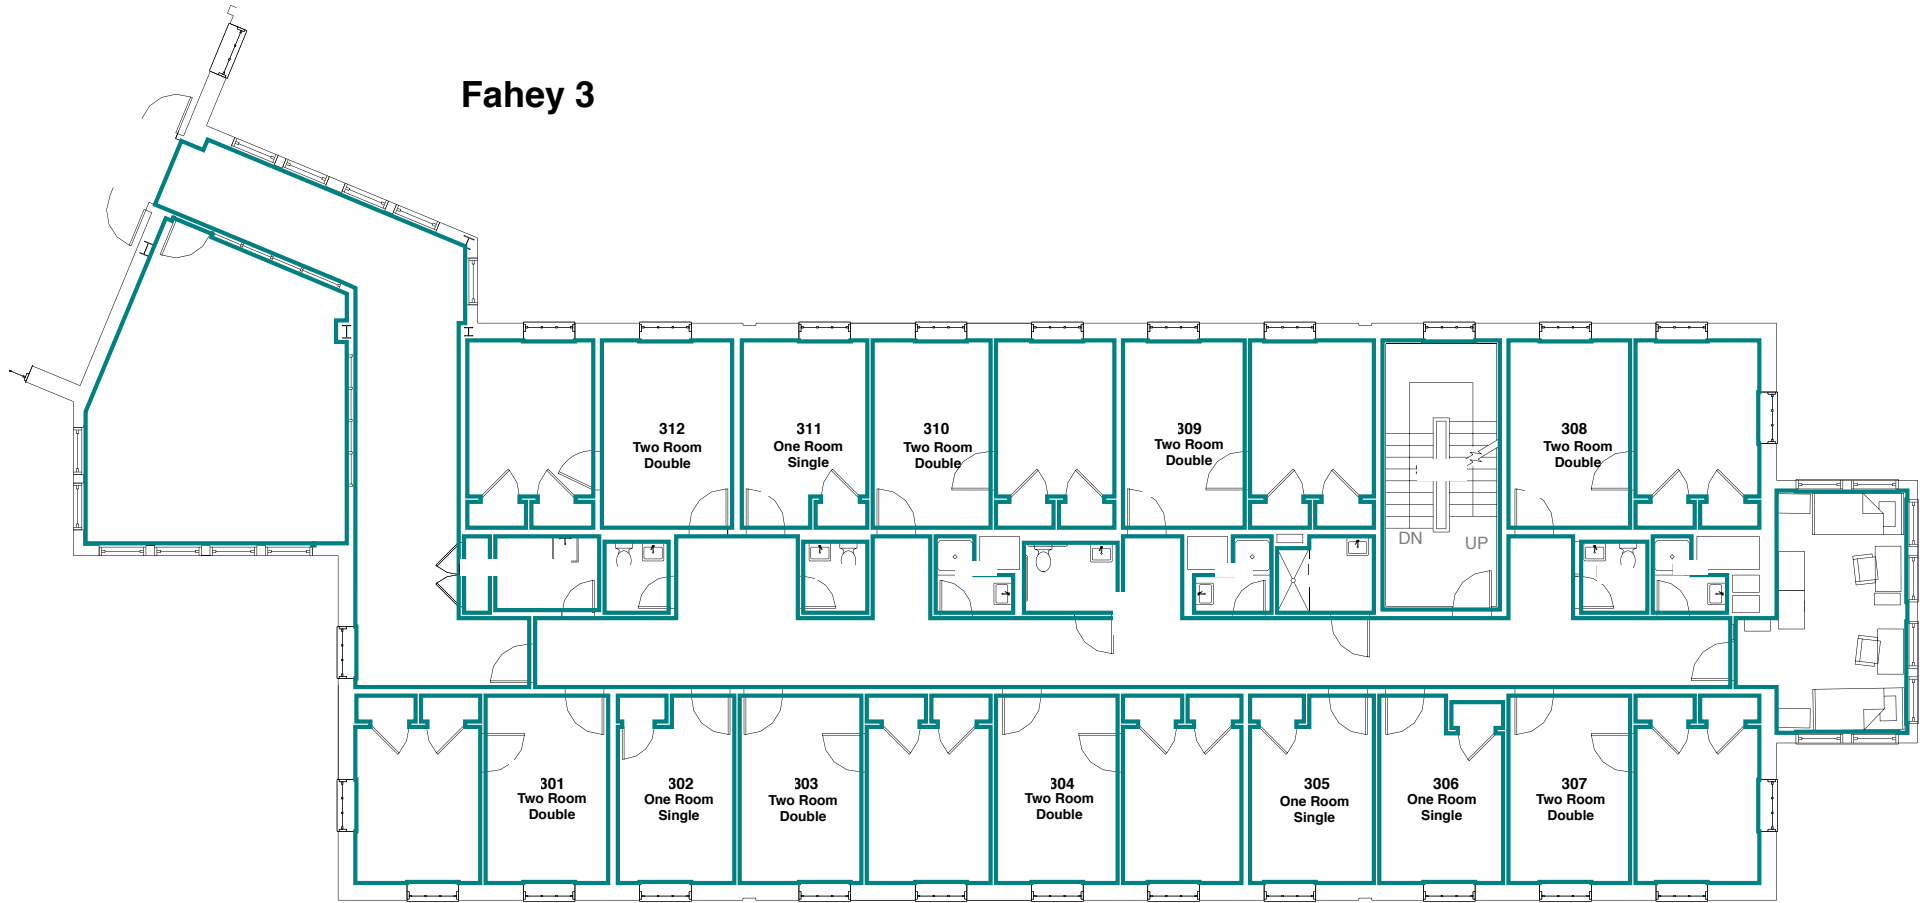 Fahey 3
312
Two Room
Double
311
One Room
Single
310
Two Room
Double
309
Two Room
Double
308
Two Room
Double
DN
UP
301
Two Room
Double
302
One Room
Single
303
Two Room
Double
304
Two Room
Double
305
One Room
Single
306
One Room
Single
307
Two Room
Double